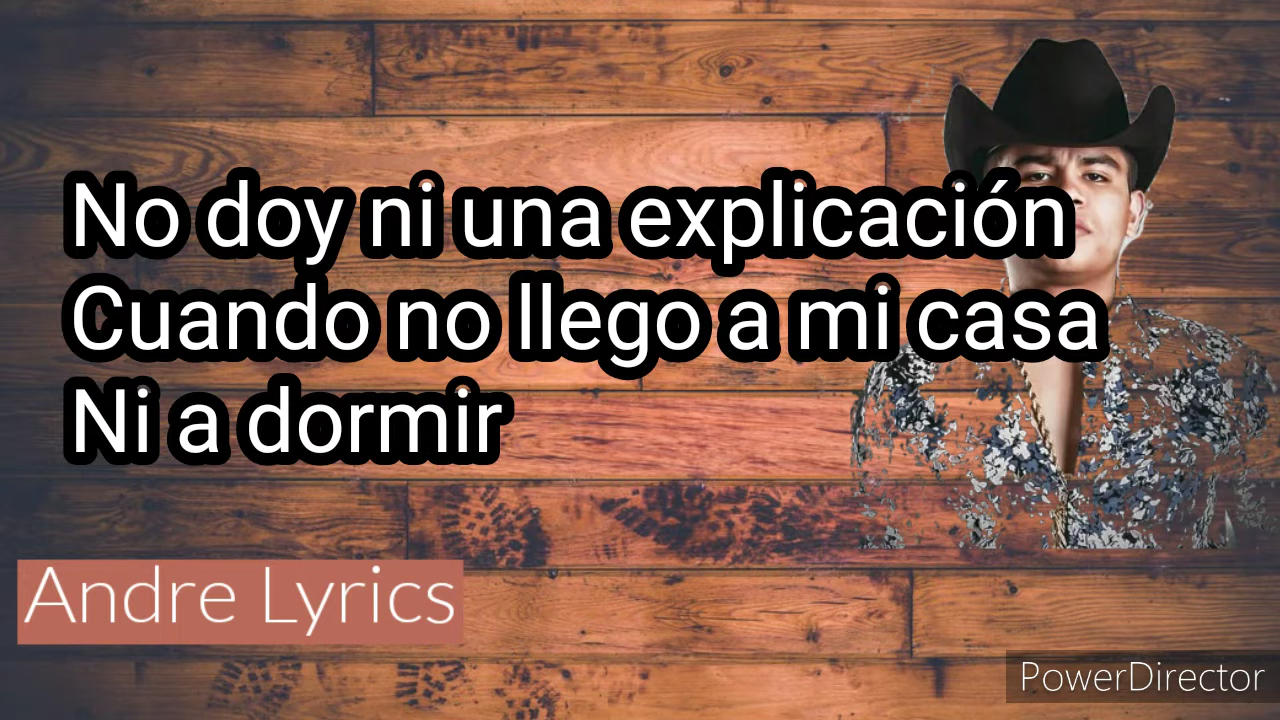 No doy ni una explicación
Cuando no llego a mi casa
Ni a dormir
Andre Lyrics
PowerDirector